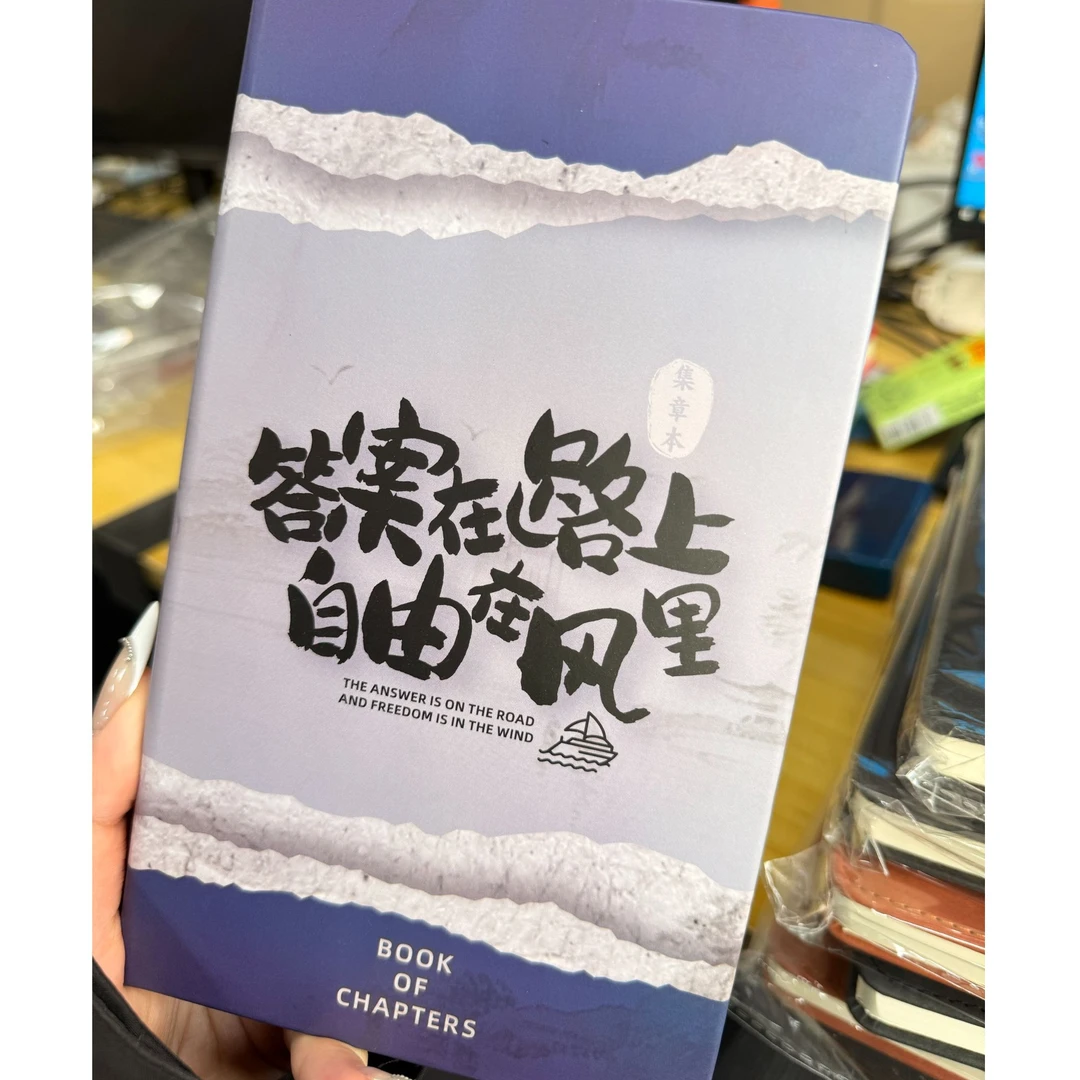 集章本
答案在路上
自由在风里
THE ANSWER IS ON THE ROAD
AND FREEDOM IS IN THE WIND
BOOK
OF
CHAPTERS